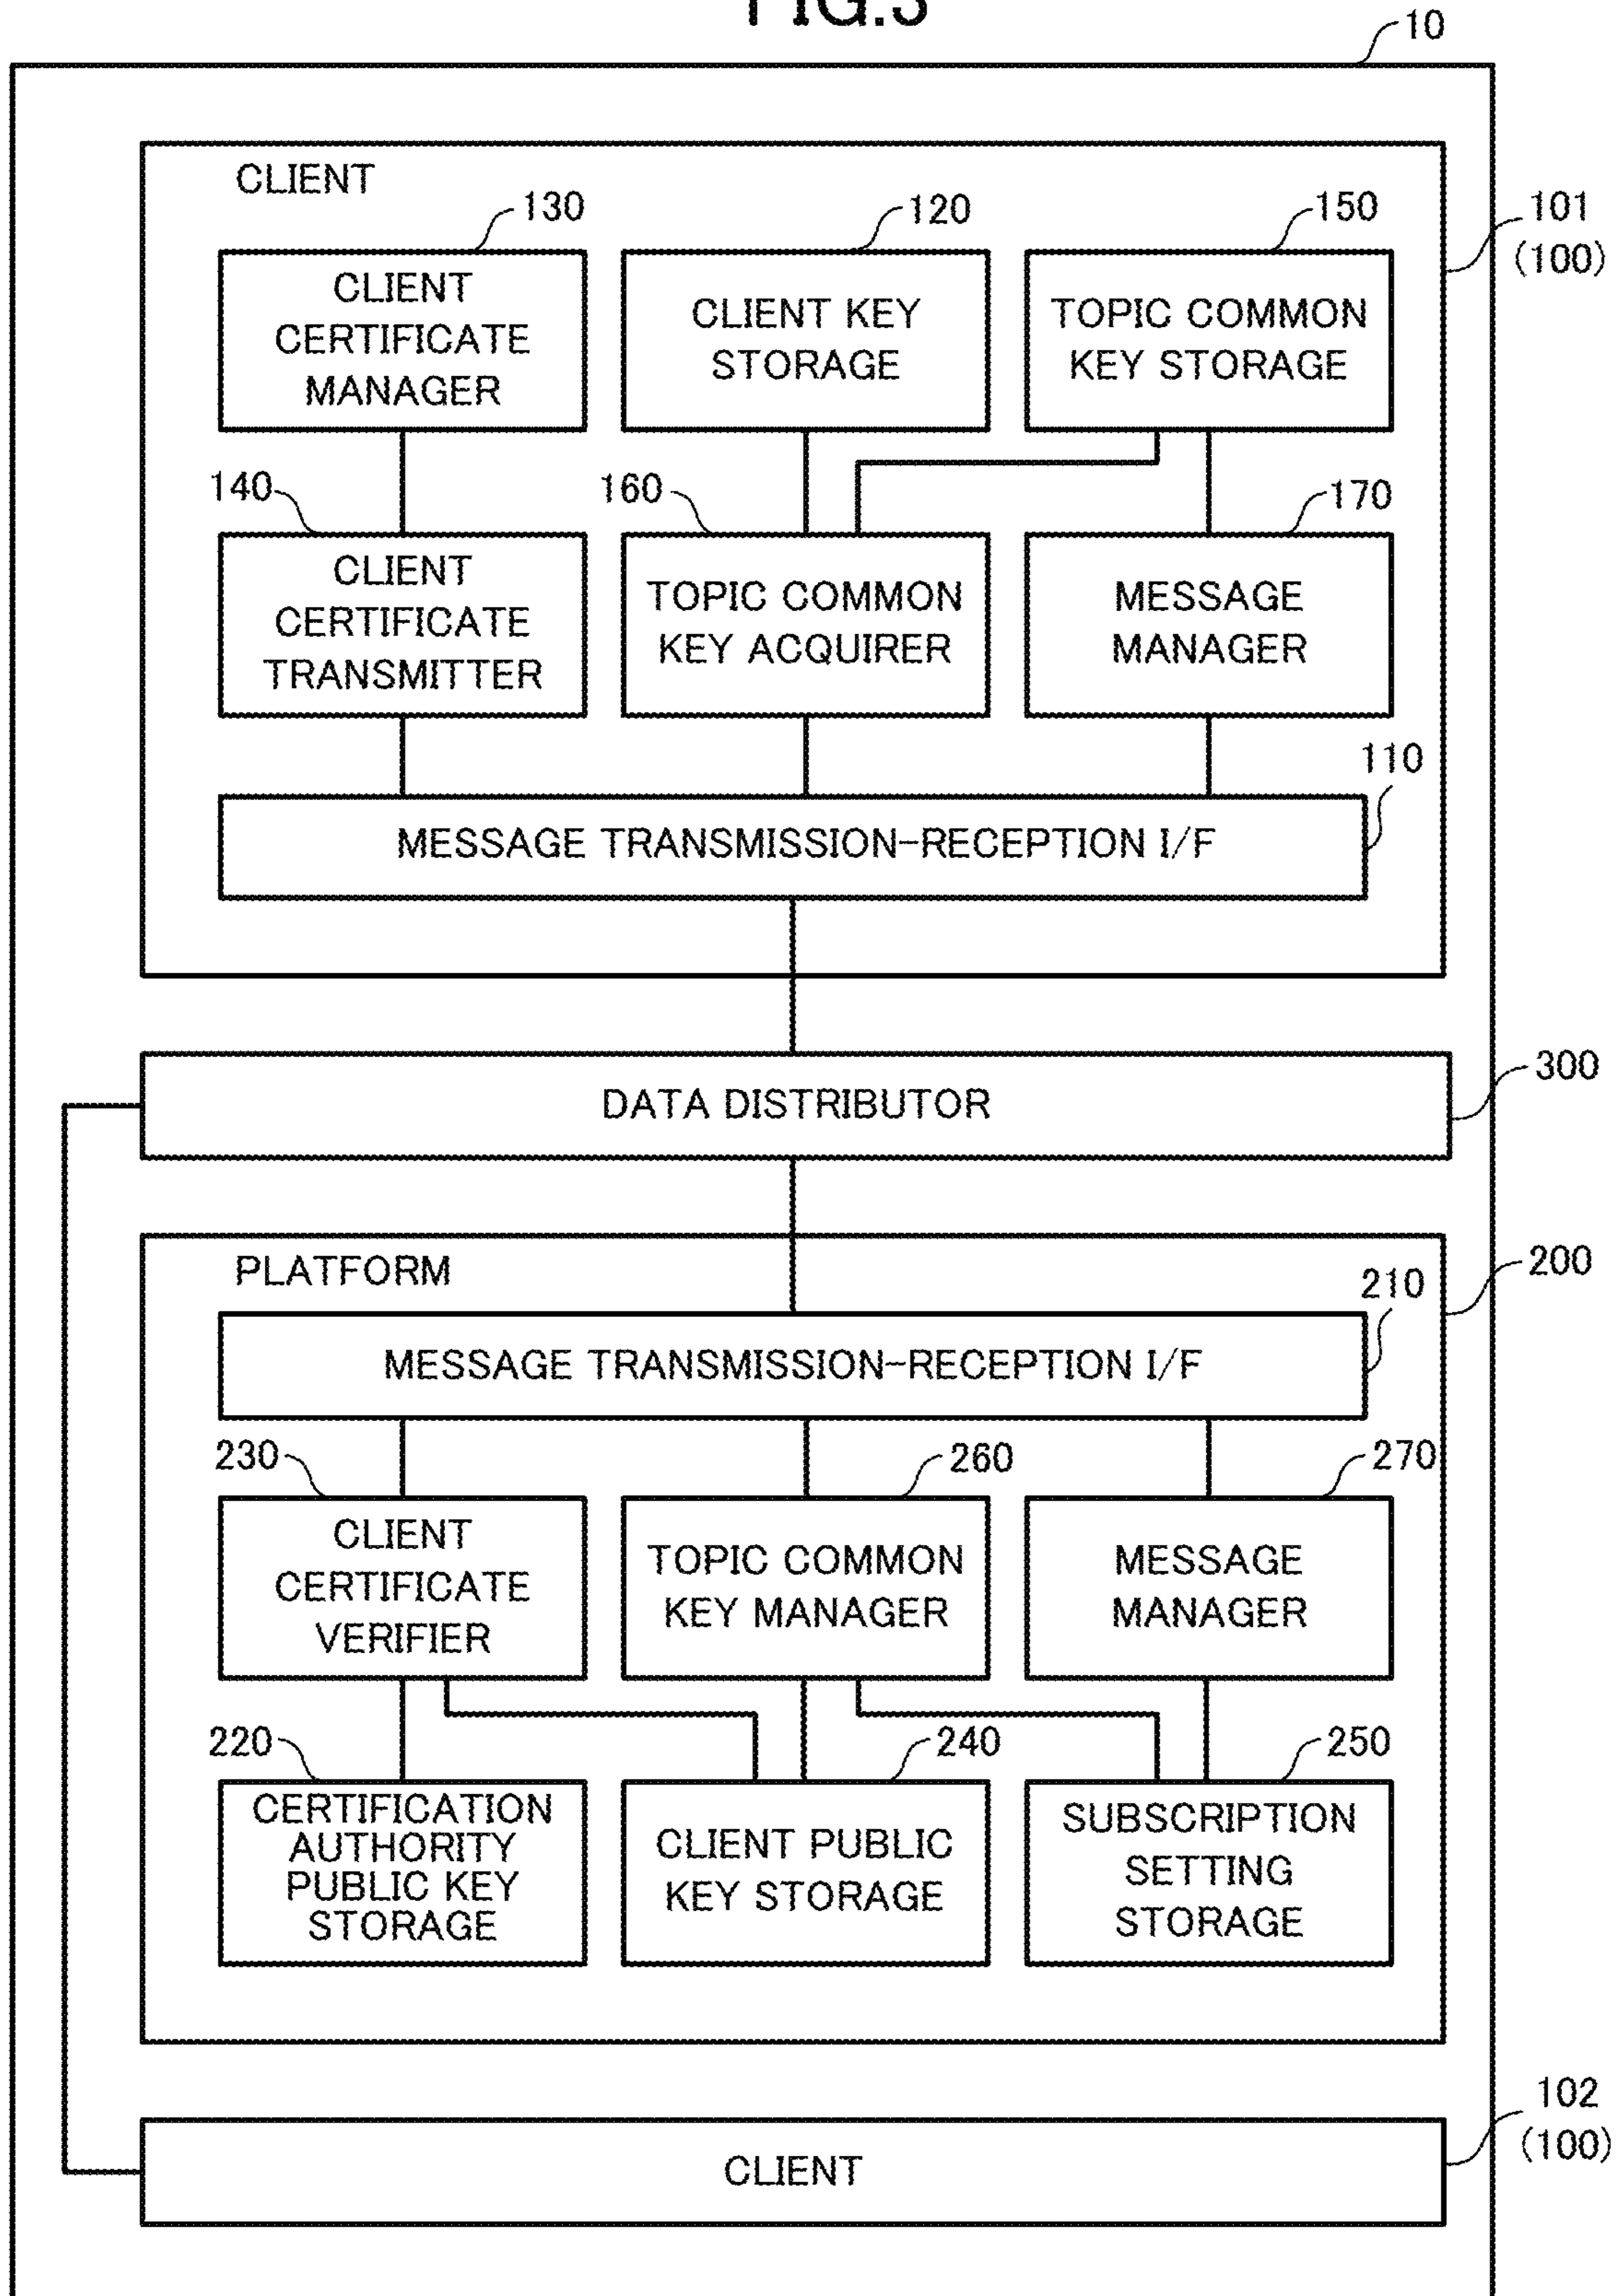 FIG.3
10
CLIENT
130
120
150
101
(100)
CLIENT
CERTIFICATE
MANAGER
CLIENT KEY
STORAGE
TOPIC COMMON
KEY STORAGE
140
160
170
CLIENT
CERTIFICATE
TRANSMITTER
TOPIC COMMON
KEY ACQUIRER
MESSAGE
MANAGER
110
MESSAGE TRANSMISSION-RECEPTION I/F
300
DATA DISTRIBUTOR
200
PLATFORM
210
MESSAGE TRANSMISSION-RECEPTION I/F
230
260
270
CLIENT
CERTIFICATE
VERIFIER
TOPIC COMMON
KEY MANAGER
MESSAGE
MANAGER
220
240
250
CERTIFICATION
AUTHORITY
PUBLIC KEY
STORAGE
CLIENT PUBLIC
KEY STORAGE
SUBSCRIPTION
SETTING
STORAGE
102
(100)
CLIENT